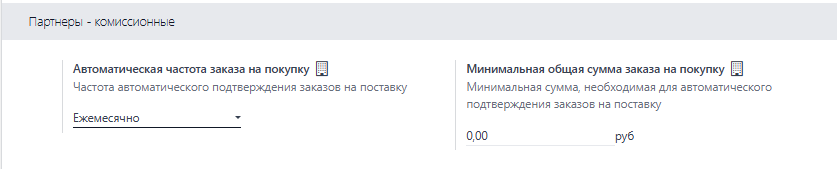 Партнеры - комиссионные
Автоматическая частота заказа на покупку
Частота автоматического подтверждения заказов на поставку
Ежемесячно
Минимальная общая сумма заказа на покупку
Минимальная сумма, необходимая для автоматического
подтверждения заказов на поставку
0,00 руб